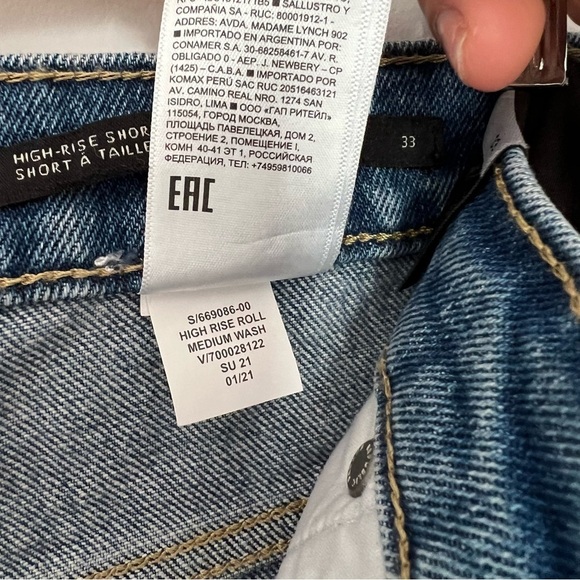 SALLUSTRO Y
COMPAÑIA SA - RUC: 80001912-1 -
ADDRES: AVDA. MADAME LYNCH 902
■ IMPORTADO EN ARGENTINA POR:
CONAMER S.A. 30-66258461-7 AV. R.
OBLIGADO 0 - AEP. J. NEWBERY – CP
(1425) – C.A.B.A. ■ IMPORTADO POR
KOMAX PERÚ SAC RUC 20516463121
AV. CAMINO REAL NRO. 1274 SAN
ISIDRO, LIMA ■ ООО «ГАП РИТЕЙЛ»
115054, ГОРОД МОСКВА,
ПЛОЩАДЬ ПАВЕЛЕЦКАЯ, ДОМ 2,
СТРОЕНИЕ 2, ПОМЕЩЕНИЕ I,
КОМН 40-41 ЭТ 1, РОССИЙСКАЯ
ФЕДЕРАЦИЯ, ТЕЛ: +74959810066
EAC
HIGH-RISE SHOR
SHORT À TAILLE
33
S/669086-00
HIGH RISE ROLL
MEDIUM WASH
V/700028122
SU 21
01/21